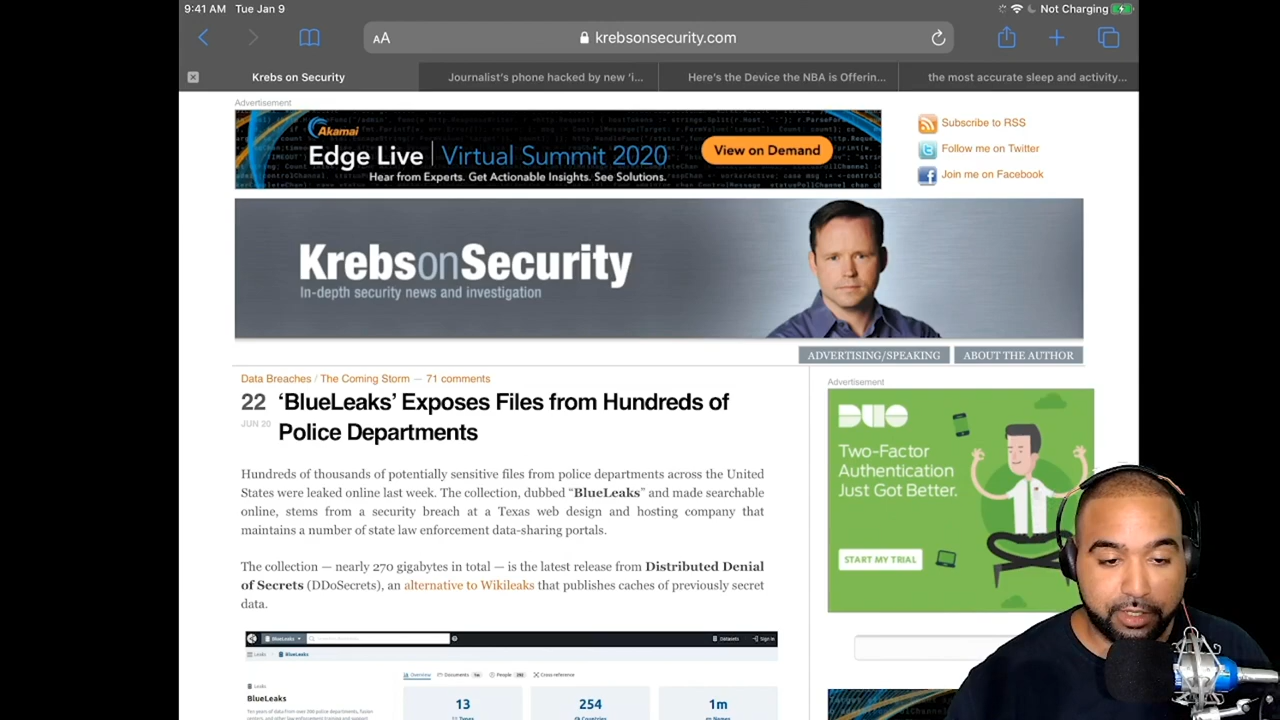 9:41 AM Tue Jan 9
Not Charging
AA
krebsonsecurity.com
Krebs on Security
Journalist's phone hacked by new 'i...
Here's the Device the NBA is Offerin...
the most accurate sleep and activity...
Advertisement
Akamai
Edge Live | Virtual Summit 2020
View on Demand
Hear from Experts. Get Actionable Insights. See Solutions.
Subscribe to RSS
Follow me on Twitter
Join me on Facebook
KrebsonSecurity
In-depth security news and investigation
ADVERTISING/SPEAKING
ABOUT THE AUTHOR
Data Breaches / The Coming Storm — 71 comments
22
JUN 20
'BlueLeaks' Exposes Files from Hundreds of
Police Departments
Hundreds of thousands of potentially sensitive files from police departments across the United
States were leaked online last week. The collection, dubbed "BlueLeaks" and made searchable
online, stems from a security breach at a Texas web design and hosting company that
maintains a number of state law enforcement data-sharing portals.
The collection — nearly 270 gigabytes in total — is the latest release from Distributed Denial
of Secrets (DDoSecrets), an alternative to Wikileaks that publishes caches of previously secret
data.
Advertisement
DUO
Two-Factor
Authentication
Just Got Better.
START MY TRIAL
BlueLeaks
Datasets
Sign in
Leaks
BlueLeaks
Overview
Documents 1m
People
Cross-reference
Leaks
BlueLeaks
13
Types
254
Countries
1m
Names